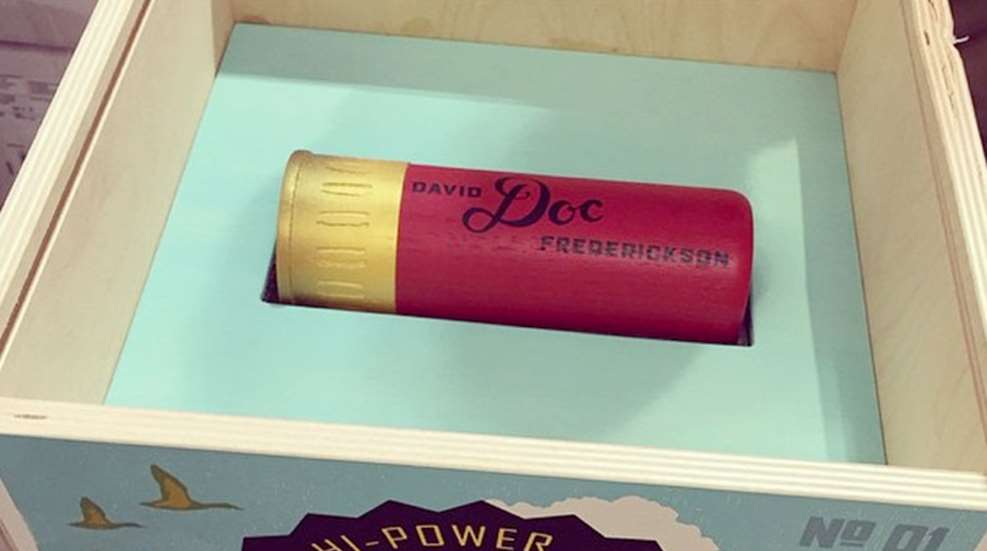 DAVID Doc
FREDERICKSON
HI-POWER
Nº 01